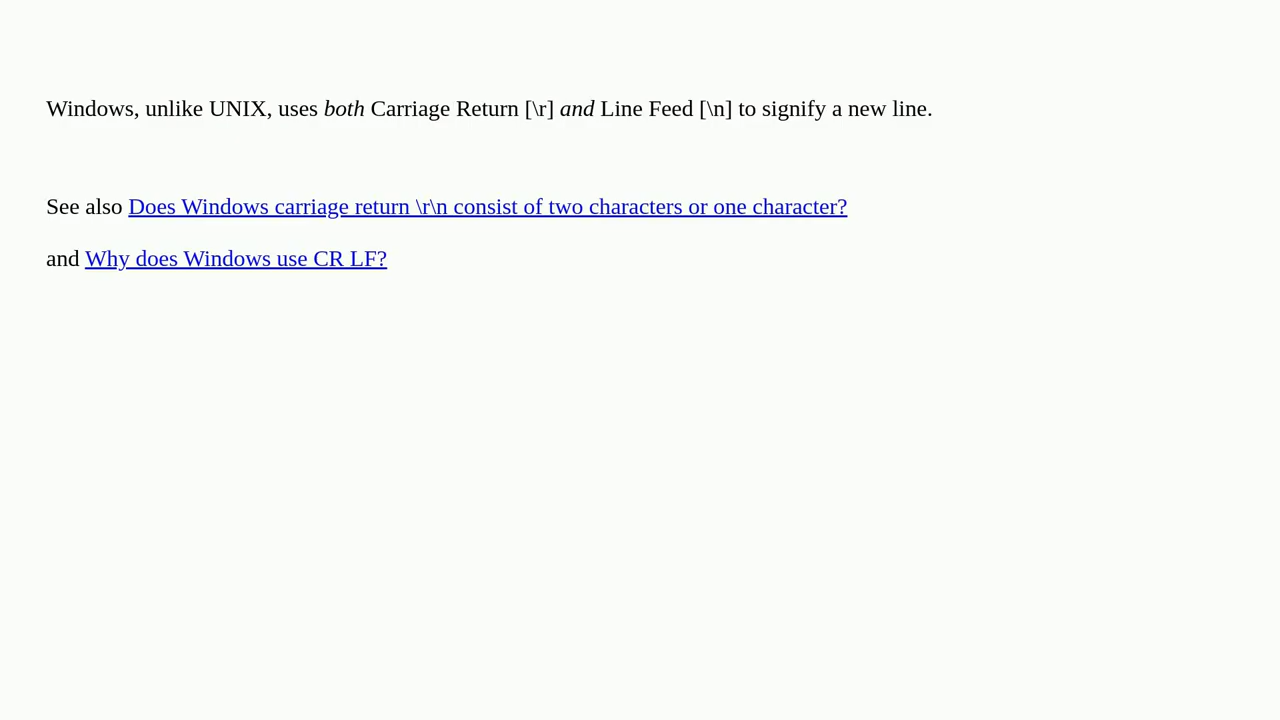 Windows, unlike UNIX, uses both Carriage Return [\r] and Line Feed [\n] to signify a new line.
See also Does Windows carriage return \r\n consist of two characters or one character?
and Why does Windows use CR LF?